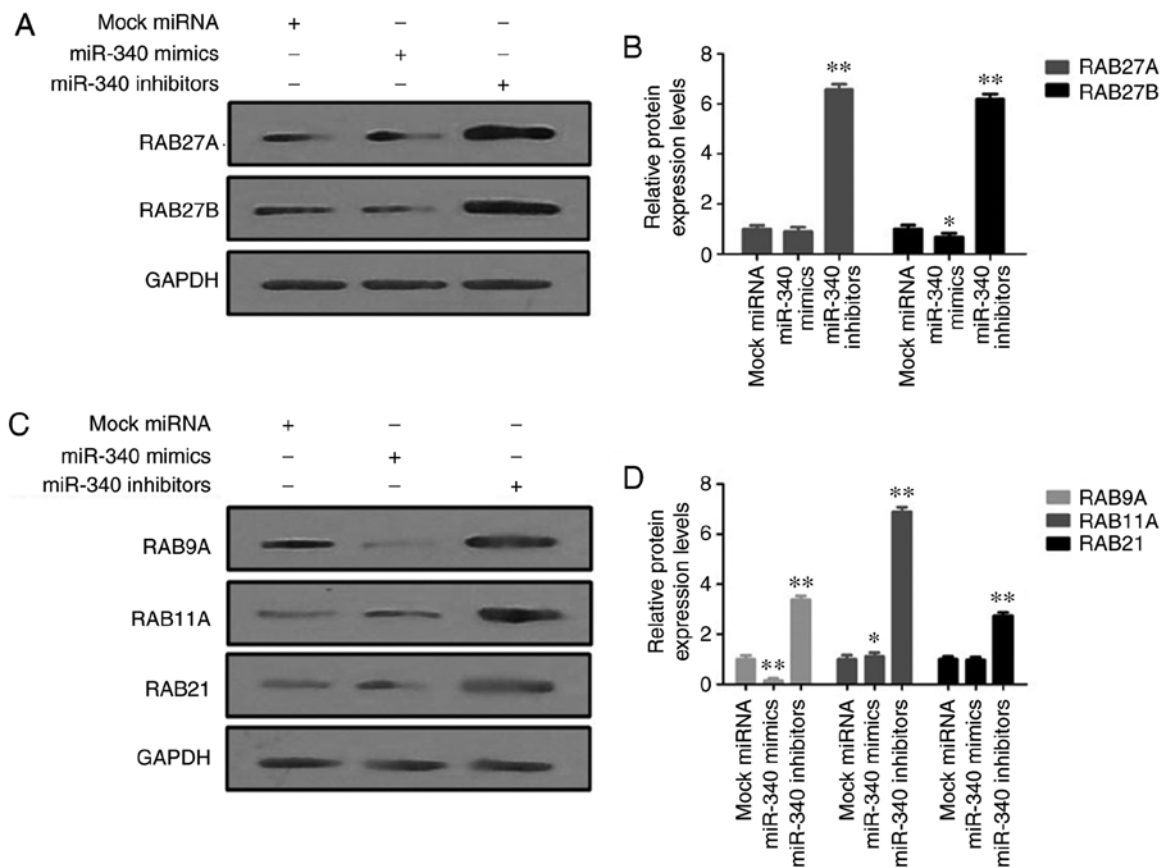 A
Mock miRNA + – –
miR-340 mimics – + –
miR-340 inhibitors – – +
RAB27A
RAB27B
GAPDH
B
Relative protein
expression levels
8
6
4
2
0
**
*
**
RAB27A
RAB27B
Mock miRNA
miR-340
mimics
miR-340
inhibitors
Mock miRNA
miR-340
mimics
miR-340
inhibitors
C
Mock miRNA + – –
miR-340 mimics – + –
miR-340 inhibitors – – +
RAB9A
RAB11A
RAB21
GAPDH
D
Relative protein
expression levels
8
6
4
2
0
**
**
*
**
**
RAB9A
RAB11A
RAB21
Mock miRNA
miR-340 mimics
miR-340 inhibitors
Mock miRNA
miR-340 mimics
miR-340 inhibitors
Mock miRNA
miR-340 mimics
miR-340 inhibitors